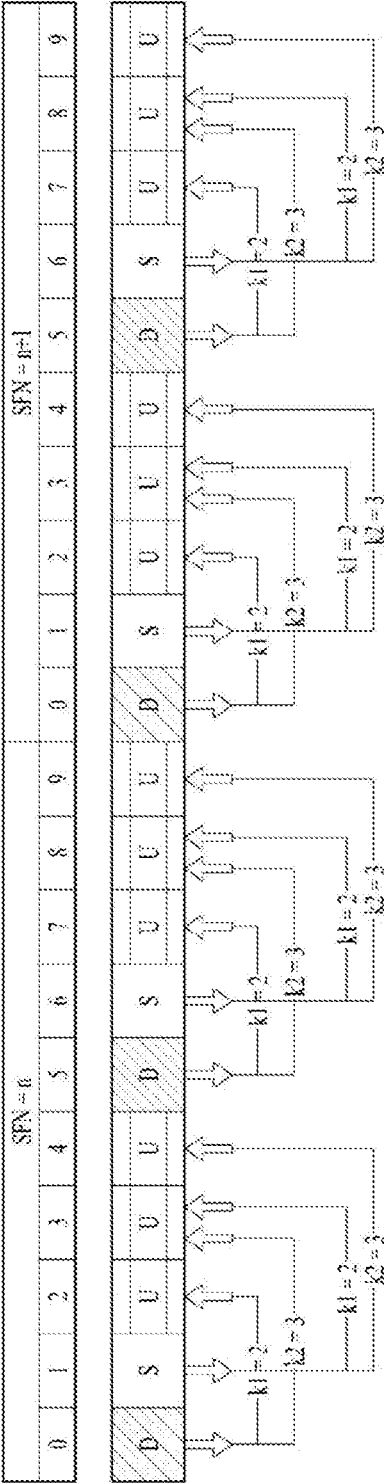 SFN = n SFN = n+1
0 1 2 3 4 5 6 7 8 9 0 1 2 3 4 5 6 7 8 9
D S U U U D S U U U D S U U U D S U U U
k1 = 2 k1 = 2 k1 = 2 k1 = 2
k2 = 3 k2 = 3 k2 = 3 k2 = 3
k1 = 2 k1 = 2 k1 = 2 k1 = 2
k2 = 3 k2 = 3 k2 = 3 k2 = 3